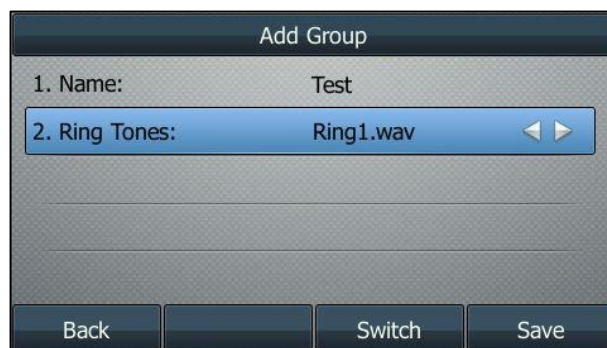 Add Group
1. Name: Test
2. Ring Tones: Ring1.wav
Back Switch Save